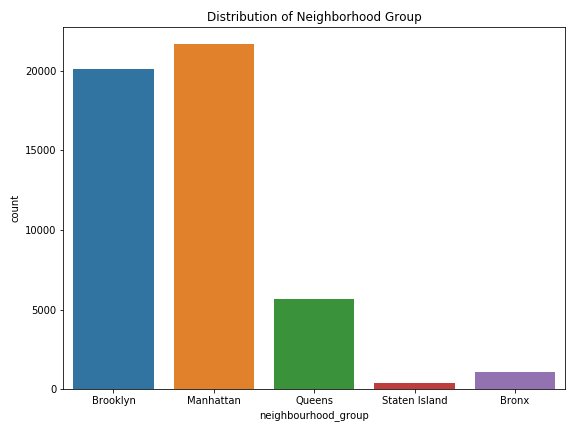 Distribution of Neighborhood Group
count
20000
15000
10000
5000
0
Brooklyn Manhattan Queens Staten Island Bronx
neighbourhood_group